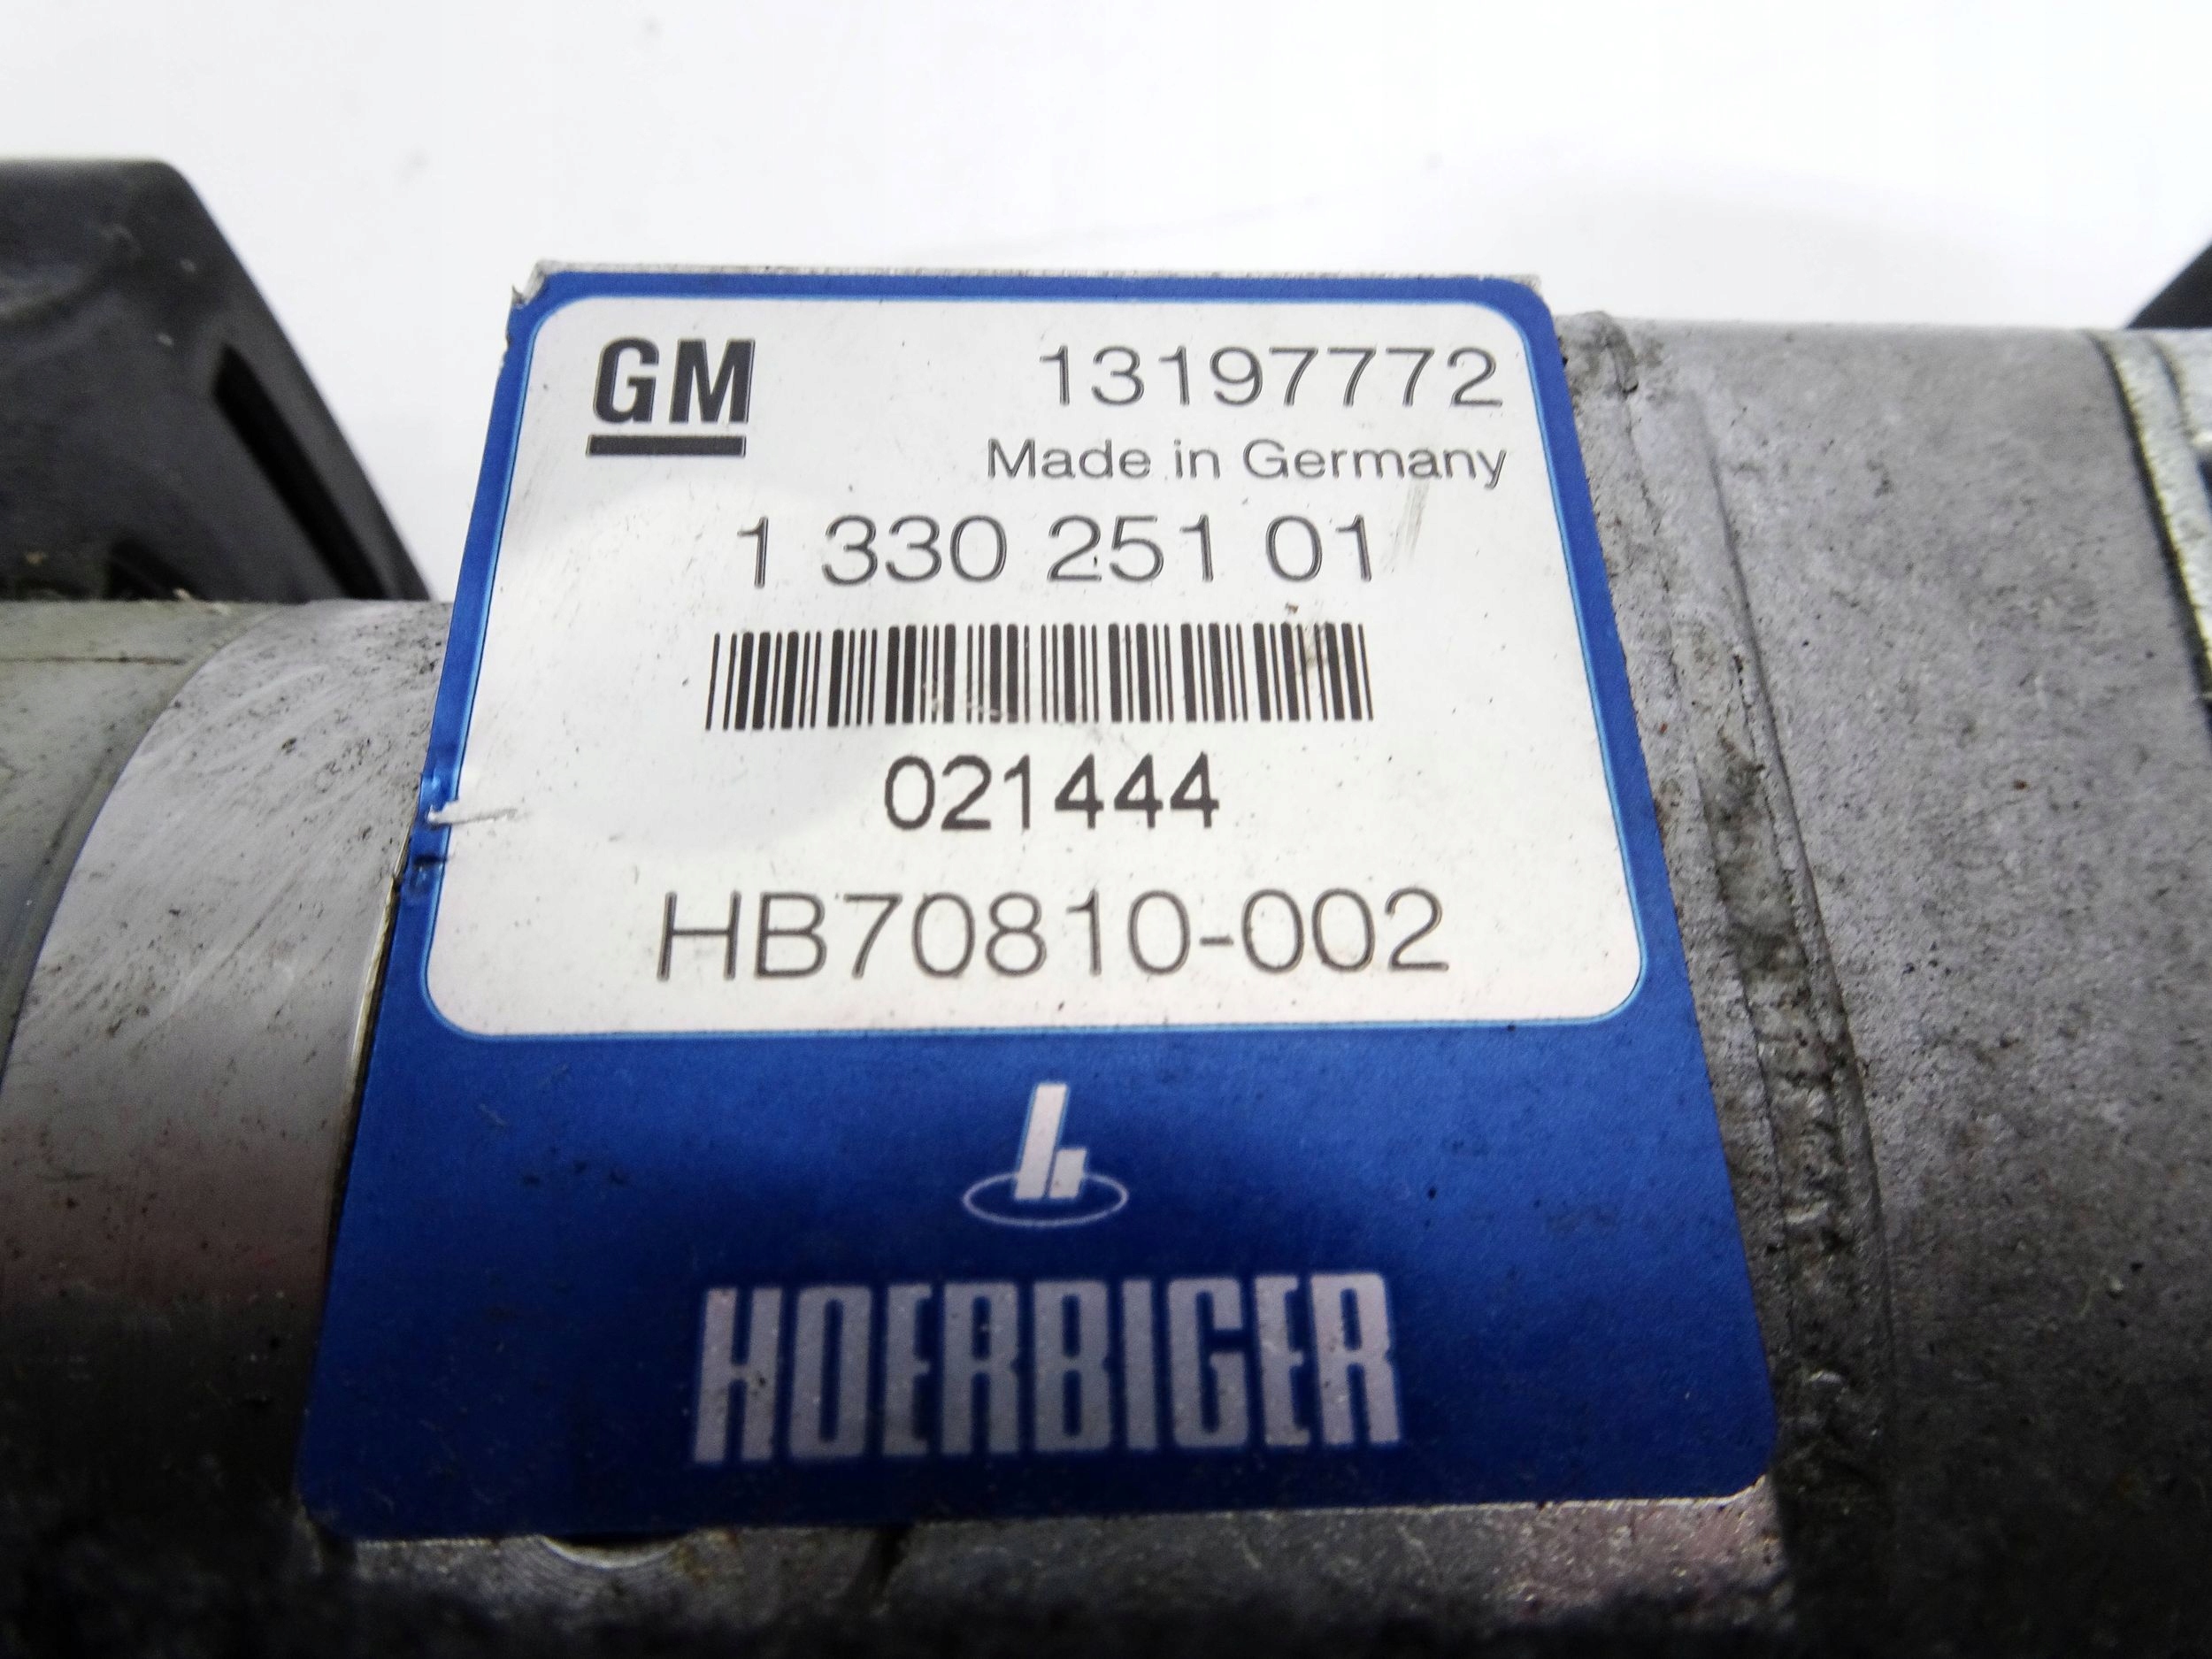 GM 13197772
Made in Germany
1 330 251 01
021444
HB70810-002
HOERBIGER